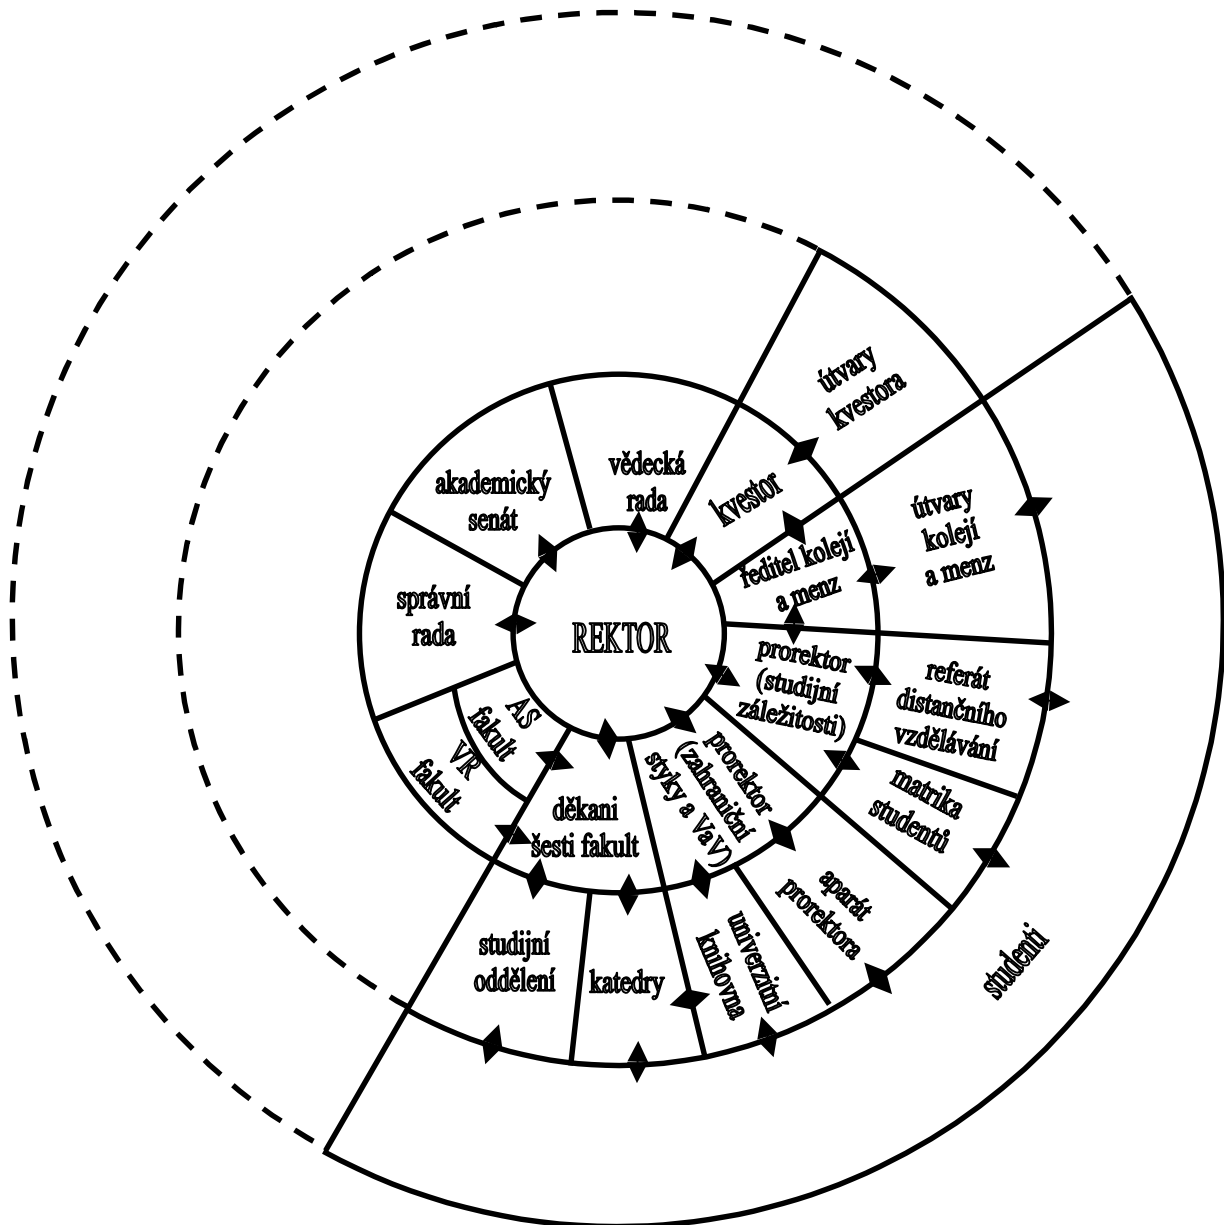 útvary
kvestora
vědecká
rada
akademický
senát
kvestor
útvary
kolejí
a menz
ředitel kolejí
a menz
správní
rada
REKTOR
prorektor
(studijní
záležitosti)
referát
distančního
vzdělávání
AS
fakult
VR
fakult
prorektor
(zahraniční
styky a VaV)
matrika
studentů
děkani
šesti fakult
aparát
prorektora
studijní
oddělení
katedry
univerzitní
knihovna
studenti